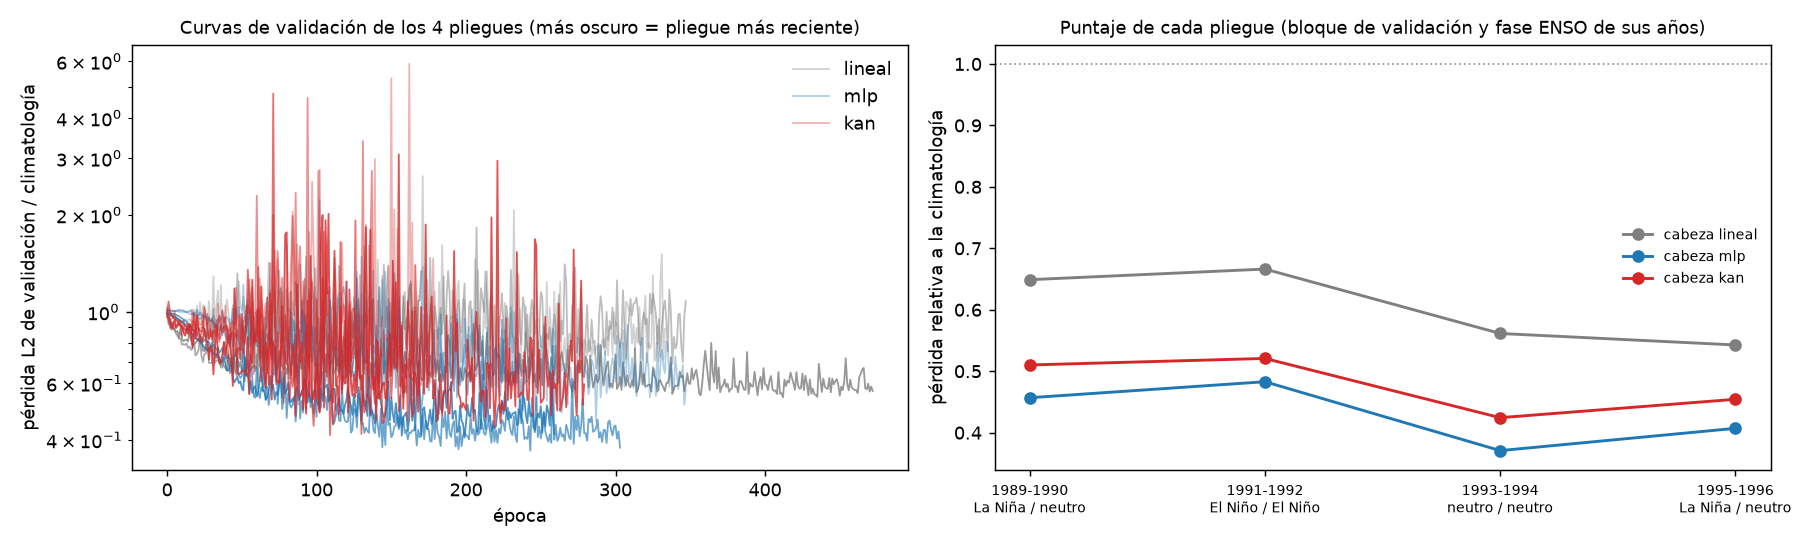 Curvas de validación de los 4 pliegues (más oscuro = pliegue más reciente)
pérdida L2 de validación / climatología
6 × 10⁰
4 × 10⁰
3 × 10⁰
2 × 10⁰
10⁰
6 × 10⁻¹
4 × 10⁻¹
0
100
200
300
400
época
lineal
mlp
kan
Puntaje de cada pliegue (bloque de validación y fase ENSO de sus años)
pérdida relativa a la climatología
1.0
0.9
0.8
0.7
0.6
0.5
0.4
cabeza lineal
cabeza mlp
cabeza kan
1989-1990
La Niña / neutro
1991-1992
El Niño / El Niño
1993-1994
neutro / neutro
1995-1996
La Niña / neutro